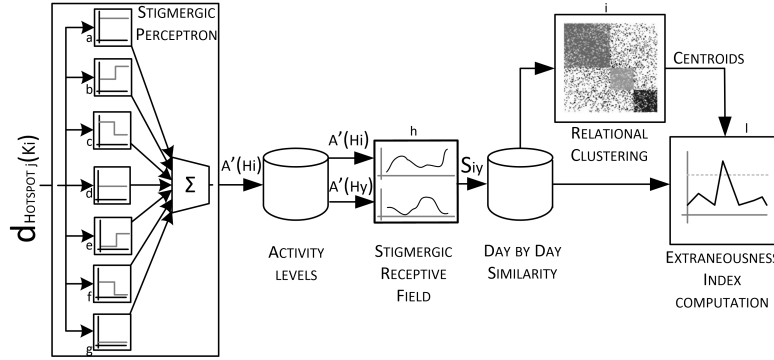 STIGMERGIC
PERCEPTRON
a
b
c
d
e
f
g
dHOTSPOT j(Ki)
Σ
A'(Hi)
ACTIVITY
LEVELS
A'(Hi)
A'(Hy)
h
STIGMERGIC
RECEPTIVE
FIELD
Siy
DAY BY DAY
SIMILARITY
i
RELATIONAL
CLUSTERING
CENTROIDS
l
EXTRANEOUSNESS
INDEX
COMPUTATION